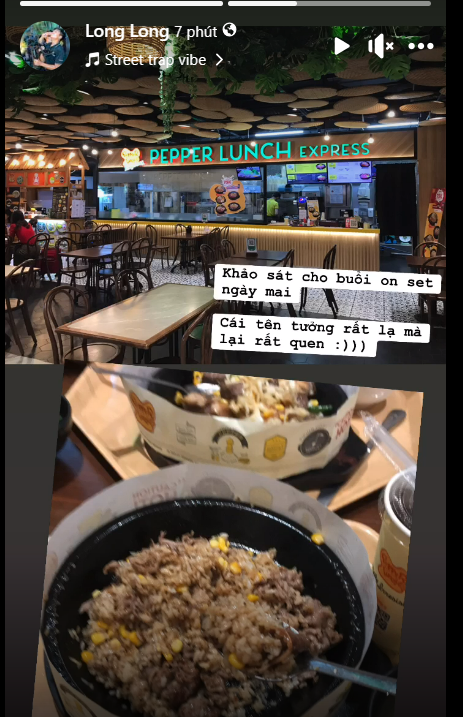 Long Long 7 phút
Street trap vibe
PEPPER LUNCH EXPRESS
Khảo sát cho buồi on set
ngày mai
Cái tên tưởng rất lạ mà
lại rất quen :)))